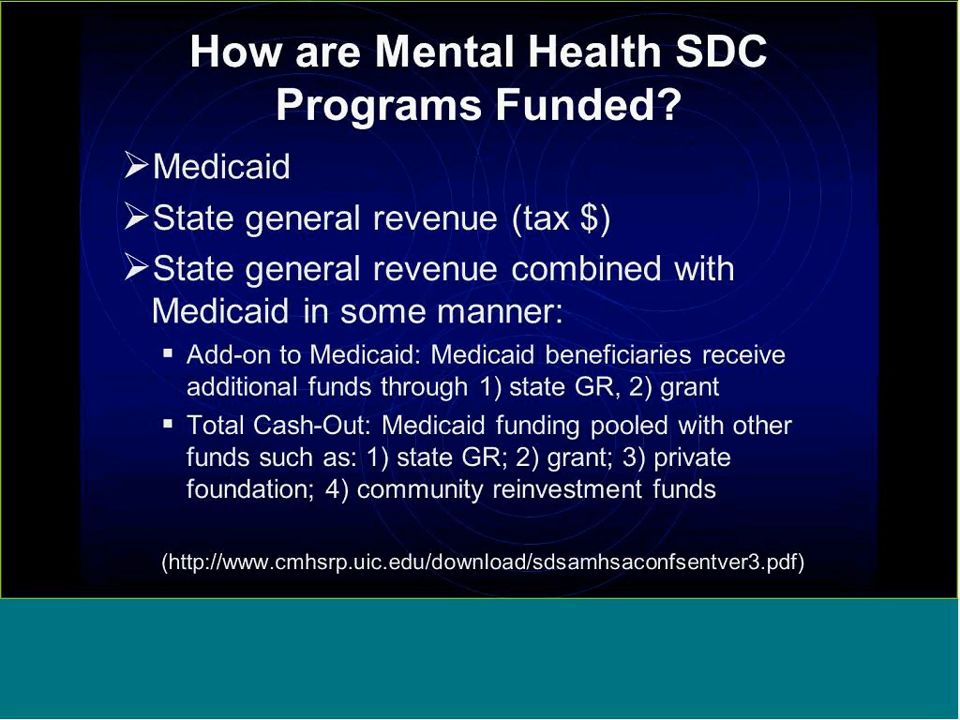 How are Mental Health SDC
Programs Funded?
➢Medicaid
➢State general revenue (tax $)
➢State general revenue combined with
Medicaid in some manner:
▪ Add-on to Medicaid: Medicaid beneficiaries receive
additional funds through 1) state GR, 2) grant
▪ Total Cash-Out: Medicaid funding pooled with other
funds such as: 1) state GR; 2) grant; 3) private
foundation; 4) community reinvestment funds
(http://www.cmhsrp.uic.edu/download/sdsamhsaconfsentver3.pdf)